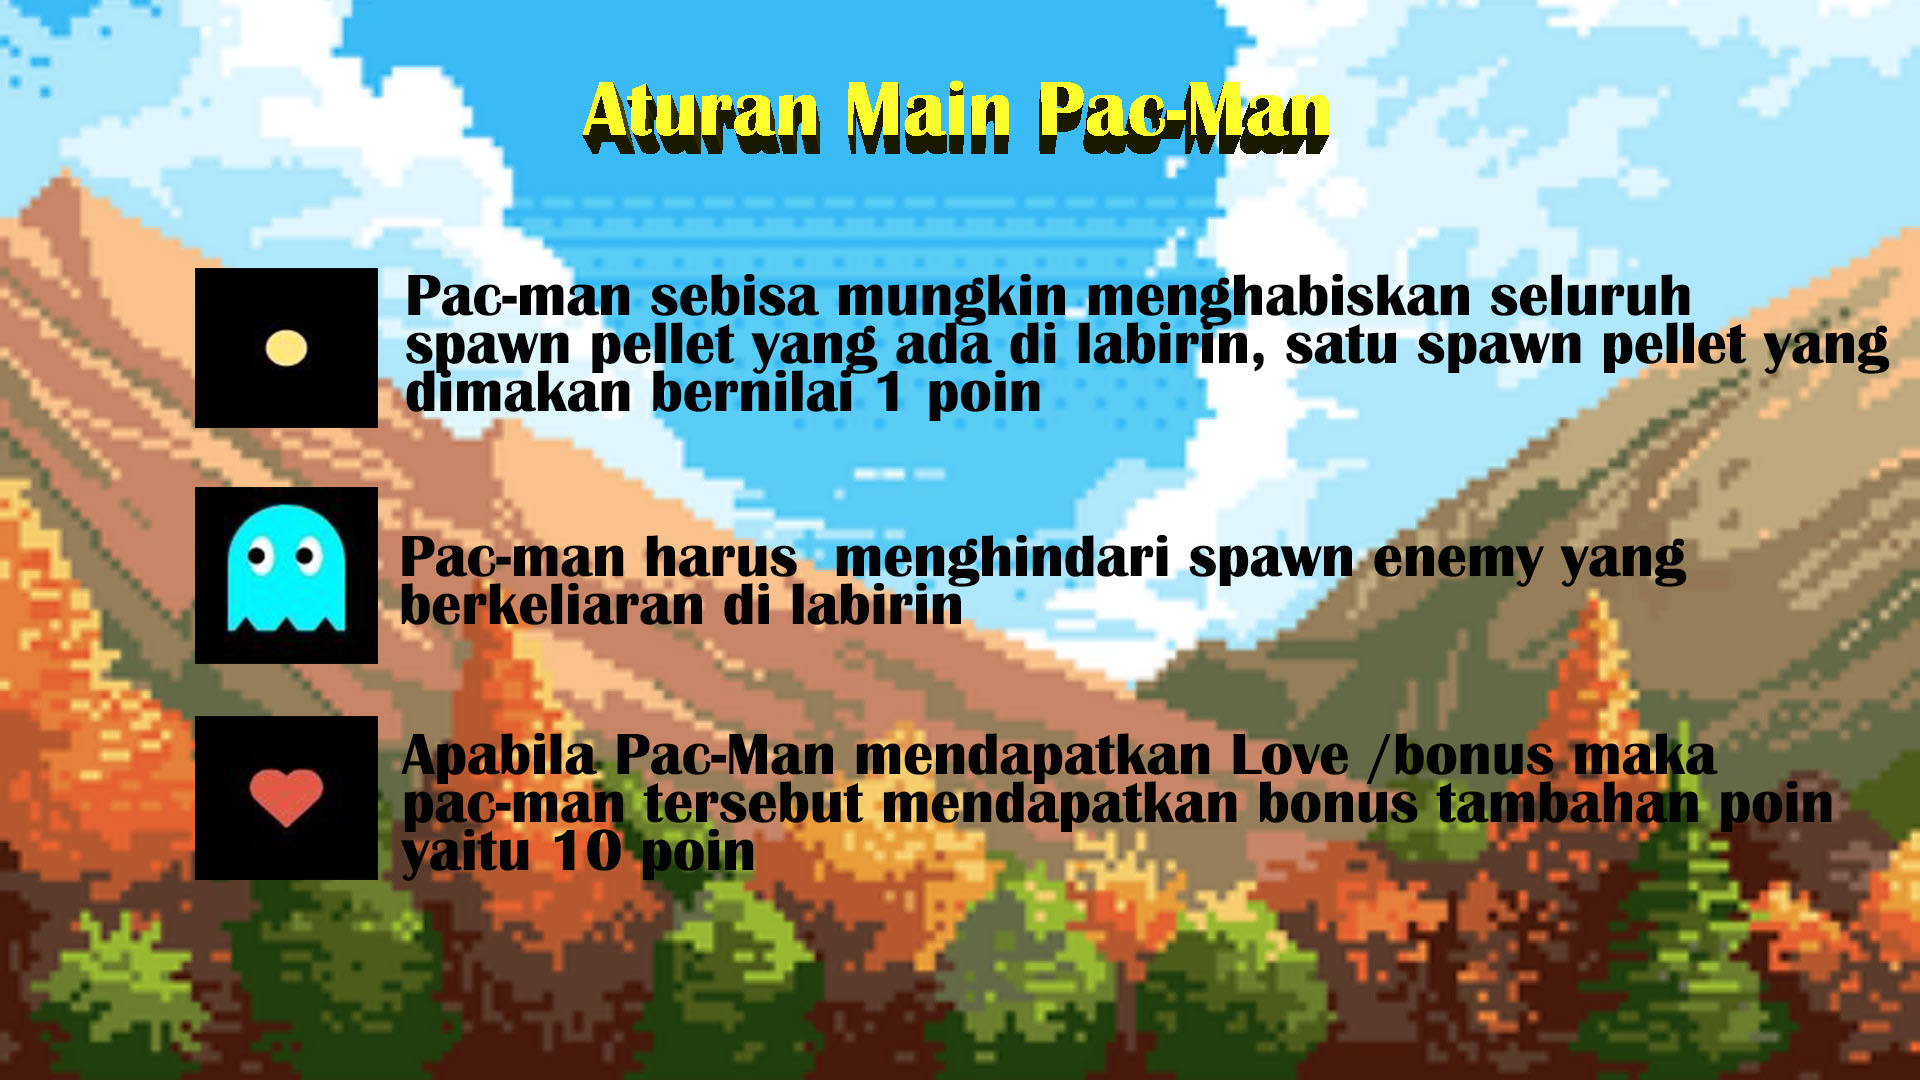 Aturan Main Pac-Man
Pac-man sebisa mungkin menghabiskan seluruh
spawn pellet yang ada di labirin, satu spawn pellet yang
dimakan bernilai 1 poin
Pac-man harus  menghindari spawn enemy yang
berkeliaran di labirin
Apabila Pac-Man mendapatkan Love /bonus maka
pac-man tersebut mendapatkan bonus tambahan poin
yaitu 10 poin